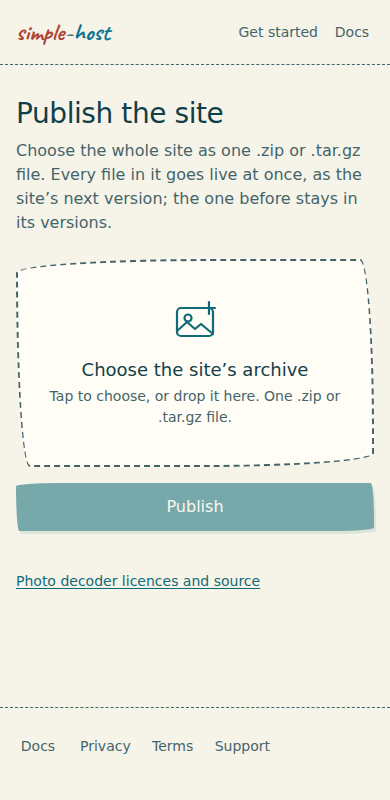 simple-host
Get started
Docs
Publish the site
Choose the whole site as one .zip or .tar.gz
file. Every file in it goes live at once, as the
site’s next version; the one before stays in
its versions.
Choose the site’s archive
Tap to choose, or drop it here. One .zip or
.tar.gz file.
Publish
Photo decoder licences and source
Docs
Privacy
Terms
Support